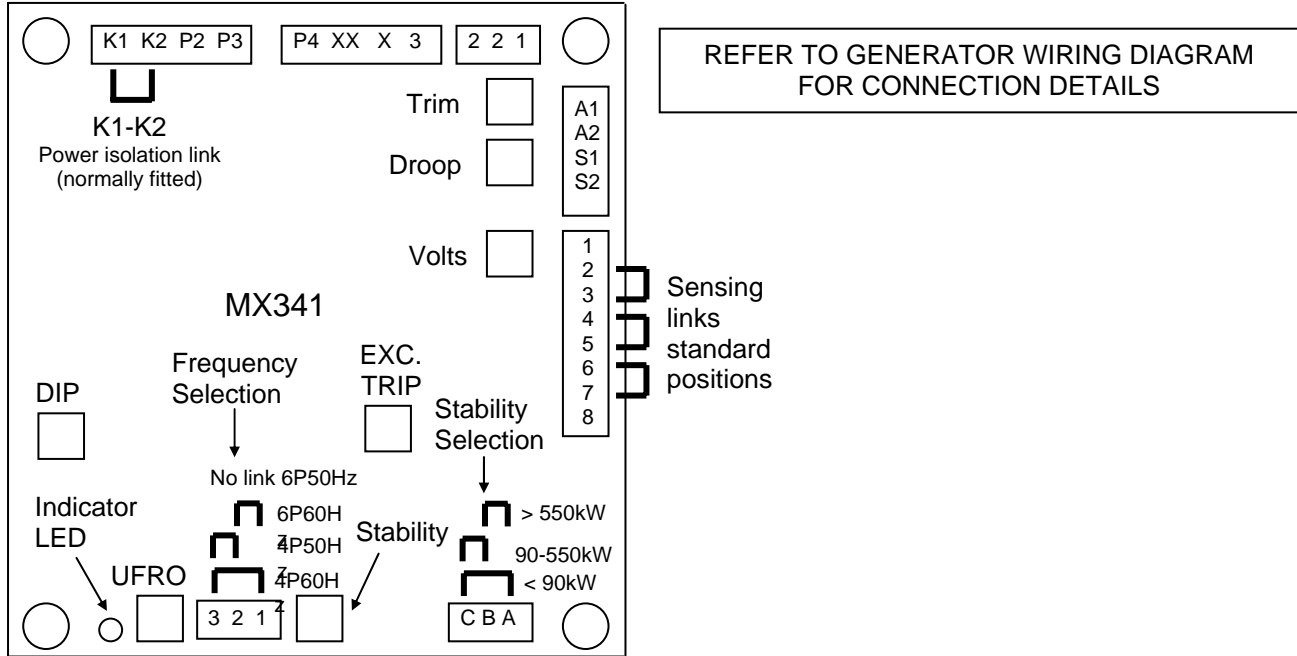 K1 K2 P2 P3
P4 XX X 3
2 2 1
REFER TO GENERATOR WIRING DIAGRAM
FOR CONNECTION DETAILS
K1-K2
Power isolation link
(normally fitted)
Trim
Droop
Volts
A1
A2
S1
S2
1
2
3
4
5
6
7
8
Sensing
links
standard
positions
MX341
Frequency
Selection
EXC.
TRIP
DIP
Stability
Selection
No link 6P50Hz
6P60H
z
4P50H
z
4P60H
z
Indicator
LED
UFRO
Stability
> 550kW
90-550kW
< 90kW
3 2 1
C B A